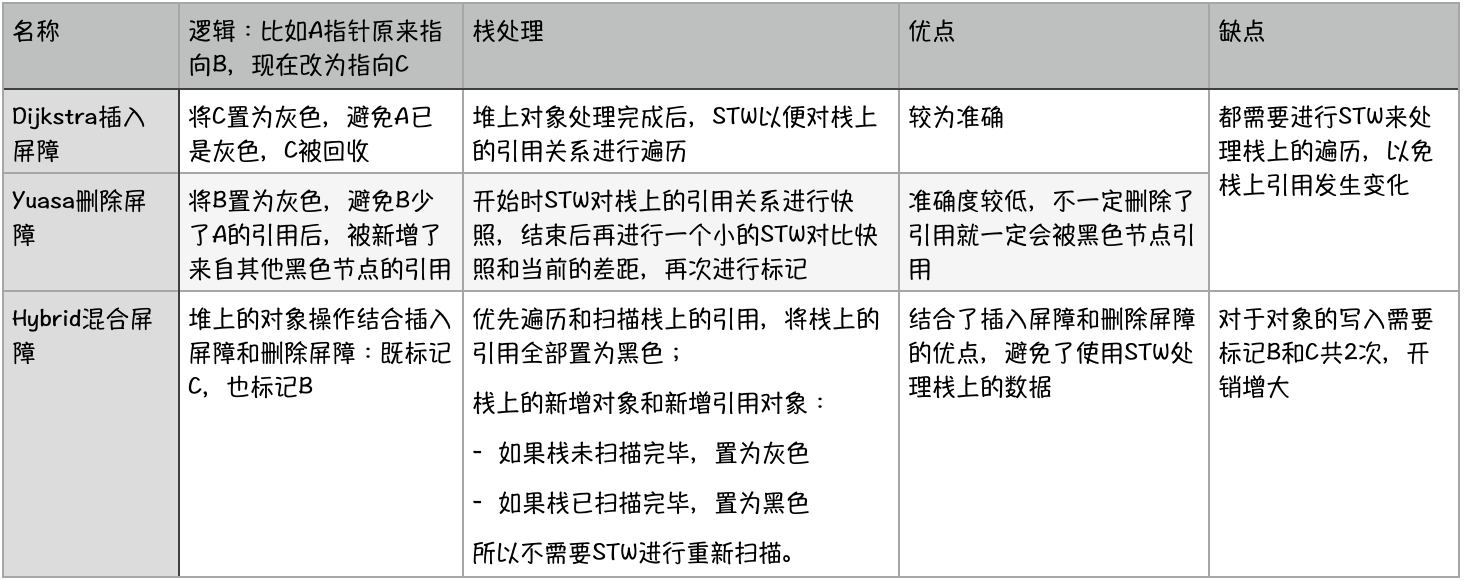 名称
逻辑：比如A指针原来指
向B，现在改为指向C
栈处理
优点
缺点
Dijkstra插入
屏障
将C置为灰色，避免A已
是灰色，C被回收
堆上对象处理完成后，STW以便对栈上
的引用关系进行遍历
较为准确
都需要进行STW来处
理栈上的遍历，以免
栈上引用发生变化
Yuasa删除屏
障
将B置为灰色，避免B少
了A的引用后，被新增了
来自其他黑色节点的引用
开始时STW对栈上的引用关系进行快
照，结束后再进行一个小的STW对比快
照和当前的差距，再次进行标记
准确度较低，不一定删除了
引用就一定会被黑色节点引
用
Hybrid混合屏
障
堆上的对象操作结合插入
屏障和删除屏障：既标记
C，也标记B
优先遍历和扫描栈上的引用，将栈上的
引用全部置为黑色；
栈上的新增对象和新增引用对象：
- 如果栈未扫描完毕，置为灰色
- 如果栈已扫描完毕，置为黑色
所以不需要STW进行重新扫描。
结合了插入屏障和删除屏障
的优点，避免了使用STW处
理栈上的数据
对于对象的写入需要
标记B和C共2次，开
销增大